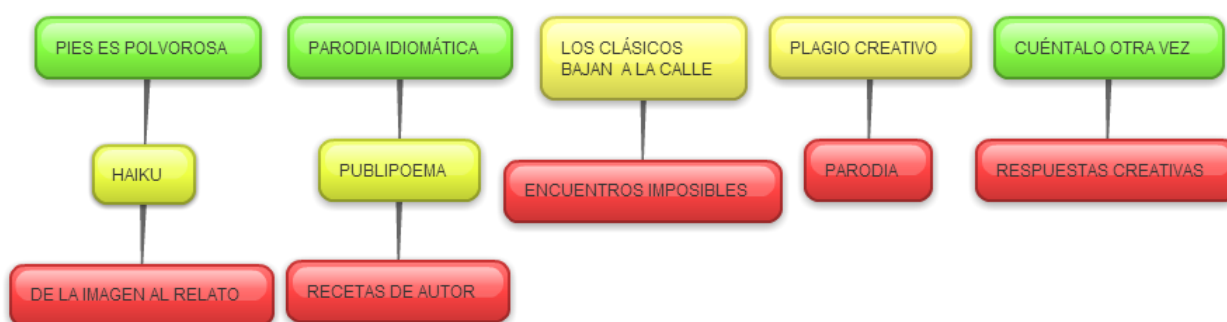 PIES ES POLVOROSA
PARODIA IDIOMÁTICA
LOS CLÁSICOS
BAJAN A LA CALLE
PLAGIO CREATIVO
CUÉNTALO OTRA VEZ
HAIKU
PUBLIPOEMA
ENCUENTROS IMPOSIBLES
PARODIA
RESPUESTAS CREATIVAS
DE LA IMAGEN AL RELATO
RECETAS DE AUTOR